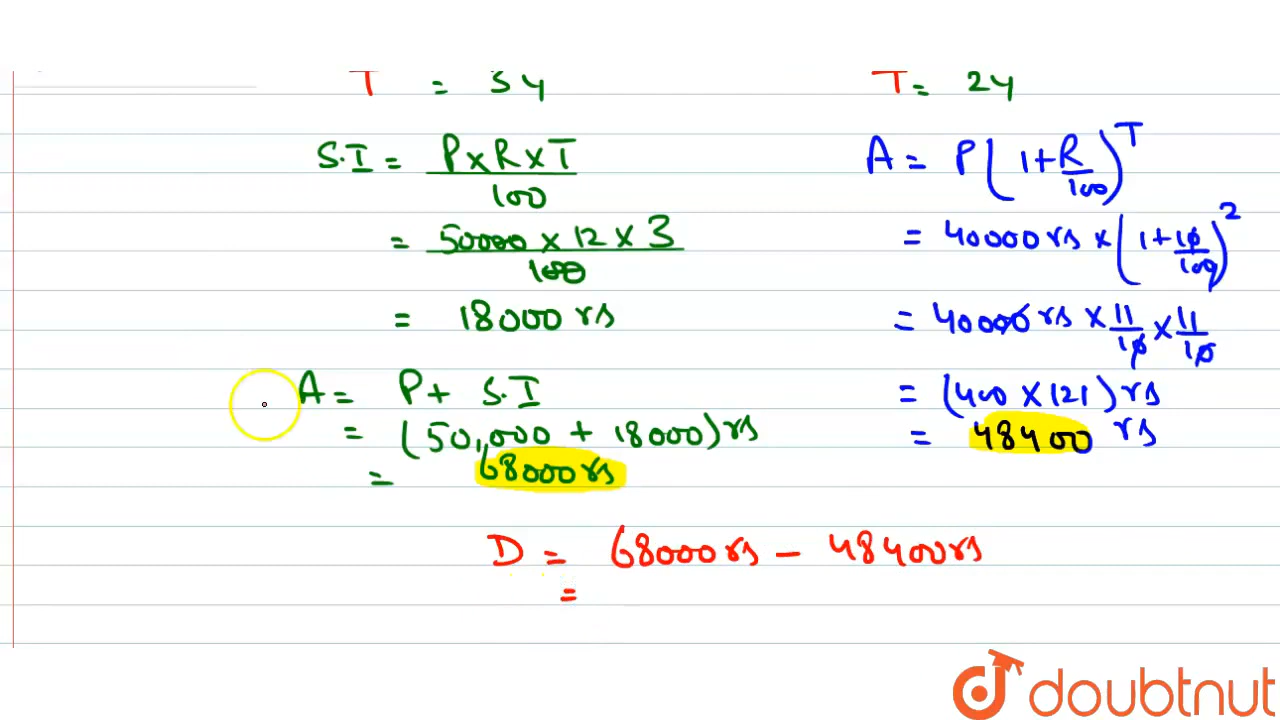 T = 3y
S.I = P×R×T / 100
= 50000 × 12 × 3 / 100
= 18000 rs
A = P + S.I
= (50,000 + 18000) rs
= 68000 rs
T = 2y
A = P(1+R/100)^T
= 40000 rs × (1+10/100)^2
= 40000 rs × 11/10 × 11/10
= (400 × 121) rs
= 48400 rs
D = 68000 rs − 48400 rs
=
doubtnut